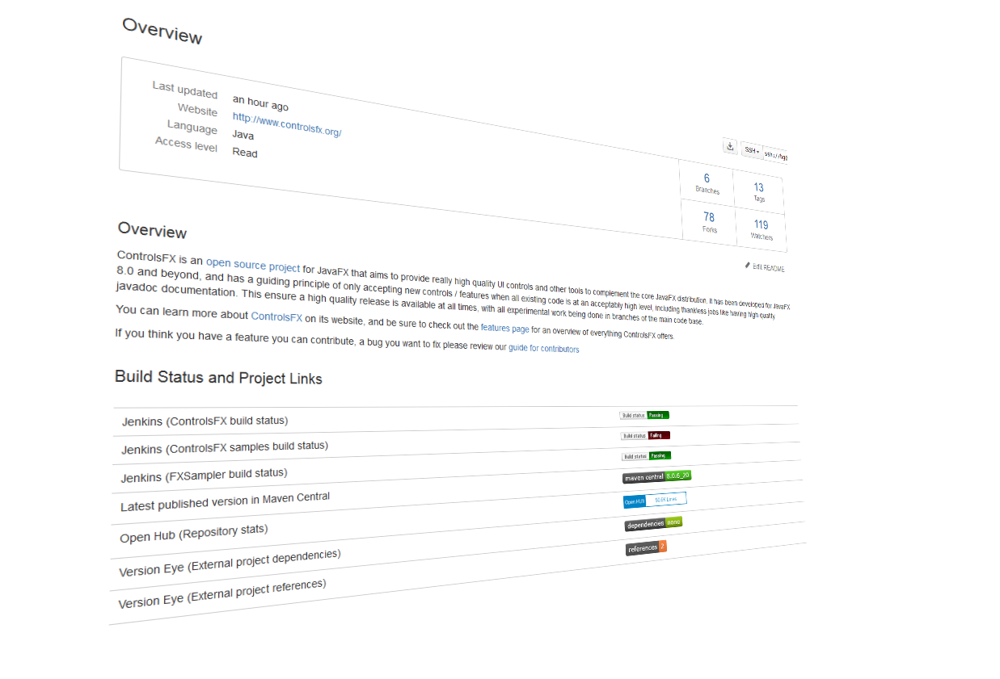 Overview
Last updated an hour ago
Website http://www.controlsfx.org/
Language Java
Access level Read
SSH ssh://hg@
6 Branches 13 Tags
78 Forks 119 Watchers
Edit README
Overview
ControlsFX is an open source project for JavaFX that aims to provide really high quality UI controls and other tools to complement the core JavaFX distribution. It has been developed for JavaFX
8.0 and beyond, and has a guiding principle of only accepting new controls / features when all existing code is at an acceptably high level, including thankless jobs like having high quality
javadoc documentation. This ensure a high quality release is available at all times, with all experimental work being done in branches of the main code base.
You can learn more about ControlsFX on its website, and be sure to check out the features page for an overview of everything ControlsFX offers.
If you think you have a feature you can contribute, a bug you want to fix please review our guide for contributors
Build Status and Project Links
Jenkins (ControlsFX build status) Build status Passing
Jenkins (ControlsFX samples build status) Build status Failing
Jenkins (FXSampler build status) Build status Passing
Latest published version in Maven Central maven central 8.0.6_20
Open Hub (Repository stats) Open HUB Lines
Version Eye (External project dependencies) dependencies none
Version Eye (External project references) references 2